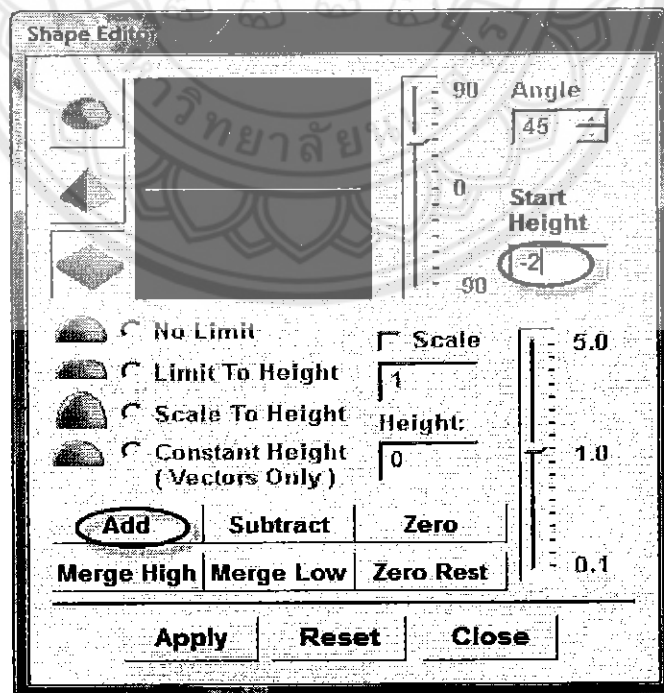 Shape Editor
90
Angle
45
0
Start
Height
-2
-90
No Limit
Scale
5.0
Limit To Height
1
Scale To Height
Height:
Constant Height
(Vectors Only)
0
1.0
Add Subtract Zero
Merge High Merge Low Zero Rest
0.1
Apply Reset Close